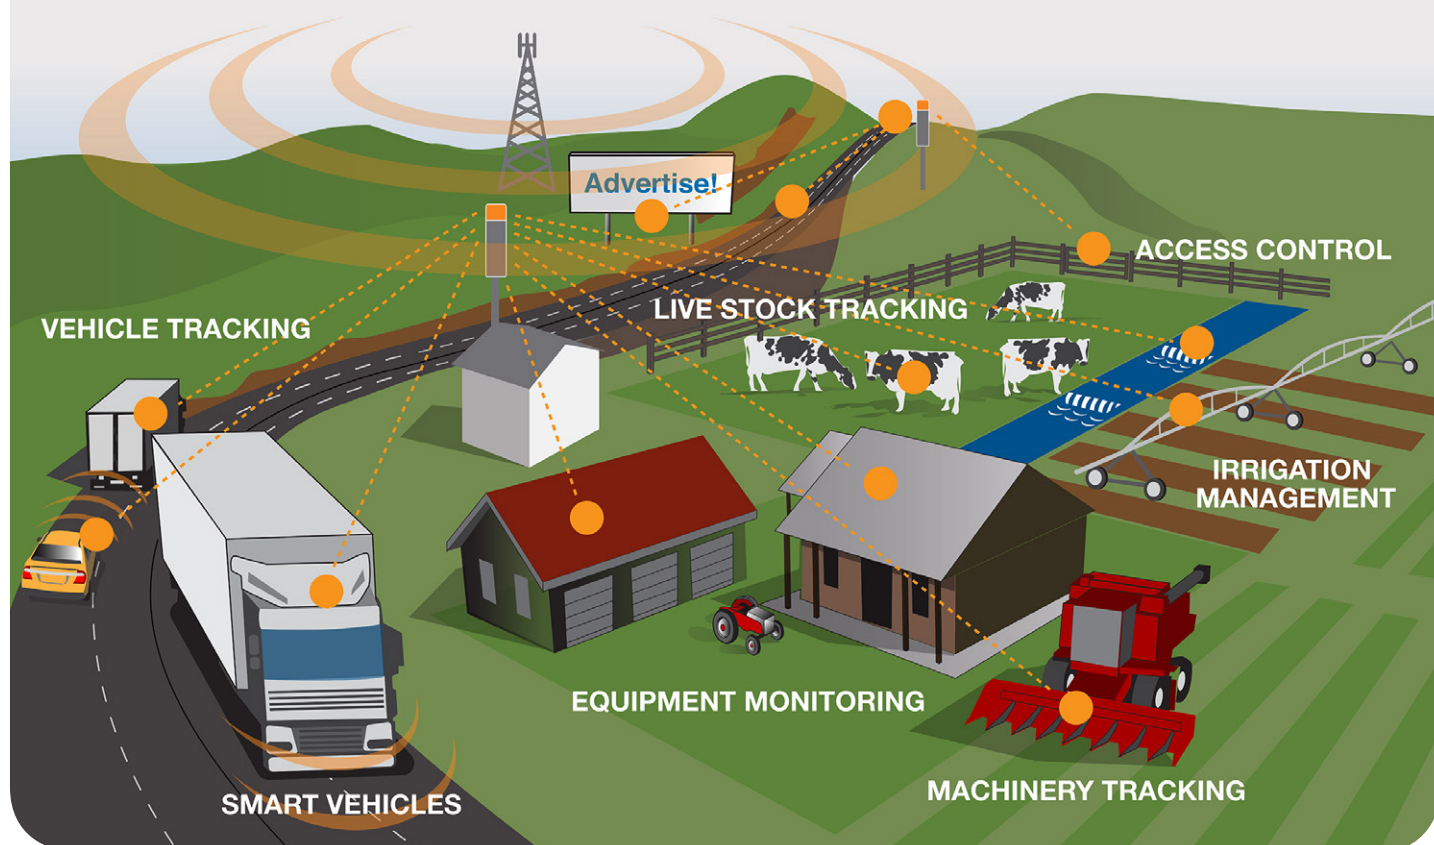 Advertise!
ACCESS CONTROL
LIVE STOCK TRACKING
VEHICLE TRACKING
IRRIGATION
MANAGEMENT
EQUIPMENT MONITORING
MACHINERY TRACKING
SMART VEHICLES